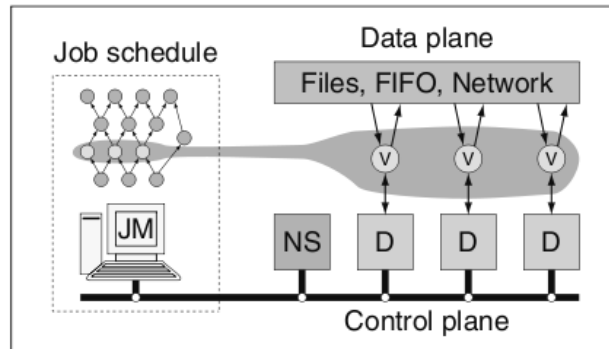 Job schedule
Data plane
Files, FIFO, Network
V V V
JM
NS D D D
Control plane